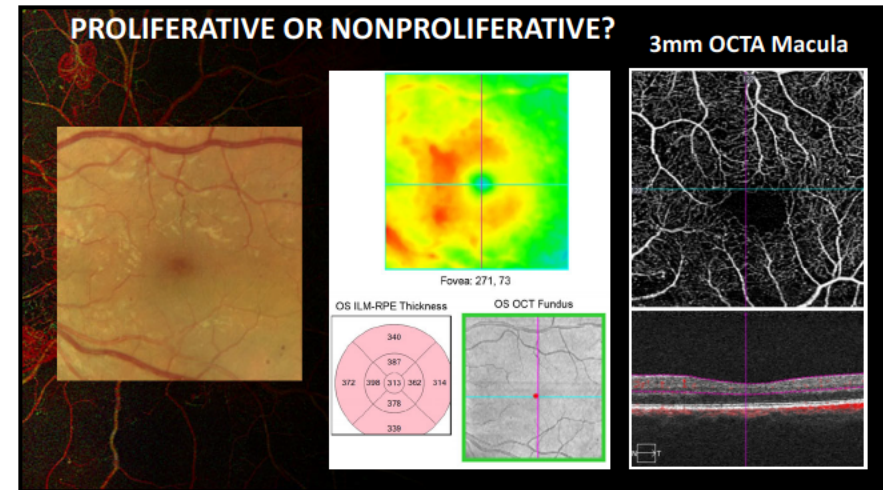 PROLIFERATIVE OR NONPROLIFERATIVE?
3mm OCTA Macula
Fovea: 271, 73
OS ILM-RPE Thickness
OS OCT Fundus
340
387
372 398 313 362 314
378
339
N T